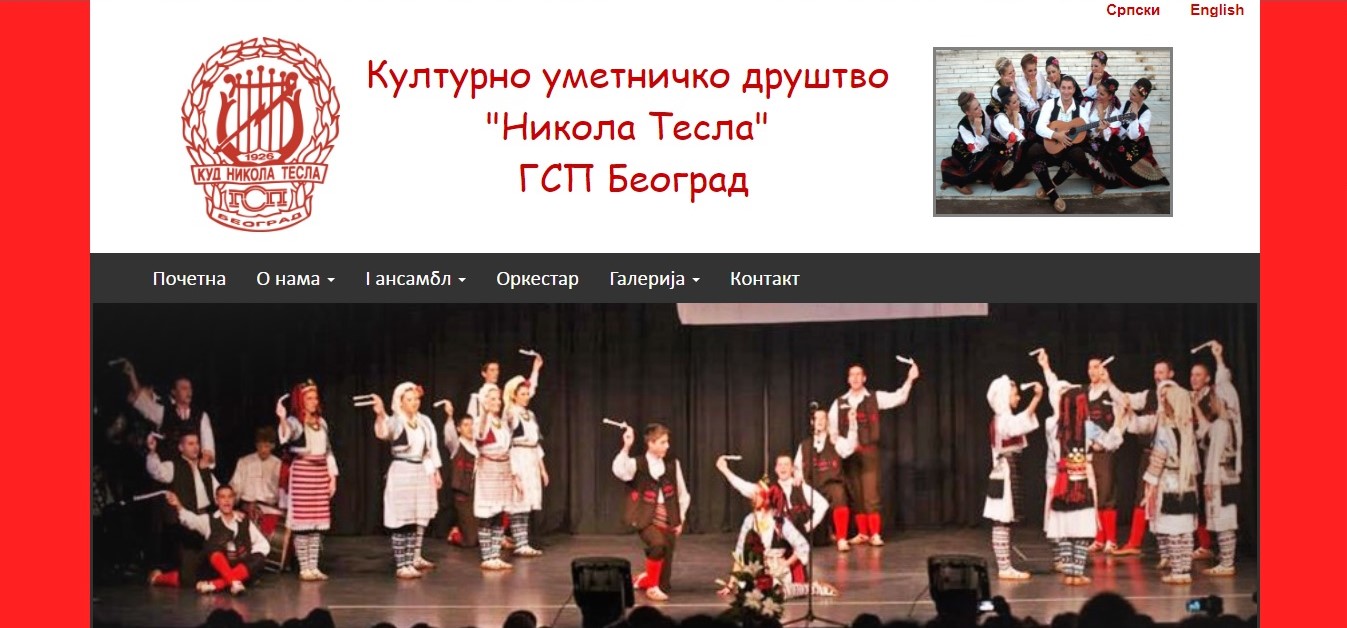 Српски English
Културно уметничко друштво
"Никола Тесла"
ГСП Београд
1926
КУД НИКОЛА ТЕСЛА
ГСП
БЕОГРАД
Почетна О нама I ансамбл Оркестар Галерија Контакт